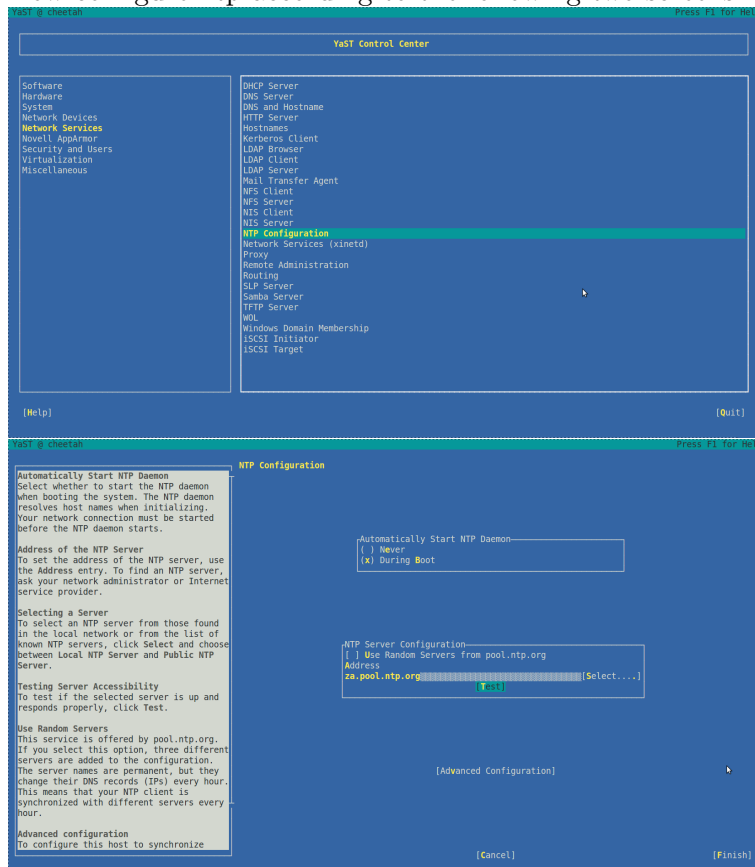 YaST @ cheetah
Press F1 for Hel
YaST Control Center
Software
Hardware
System
Network Devices
Network Services
Novell AppArmor
Security and Users
Virtualization
Miscellaneous
DHCP Server
DNS Server
DNS and Hostname
HTTP Server
Hostnames
Kerberos Client
LDAP Browser
LDAP Client
LDAP Server
Mail Transfer Agent
NFS Client
NFS Server
NIS Client
NIS Server
NTP Configuration
Network Services (xinetd)
Proxy
Remote Administration
Routing
SLP Server
Samba Server
TFTP Server
WOL
Windows Domain Membership
iSCSI Initiator
iSCSI Target
[Help]
[Quit]
YaST @ cheetah
Press F1 for Hel
Automatically Start NTP Daemon
Select whether to start the NTP daemon
when booting the system. The NTP daemon
resolves host names when initializing.
Your network connection must be started
before the NTP daemon starts.
Address of the NTP Server
To set the address of the NTP server, use
the Address entry. To find an NTP server,
ask your network administrator or Internet
service provider.
Selecting a Server
To select an NTP server from those found
in the local network or from the list of
known NTP servers, click Select and choose
between Local NTP Server and Public NTP
Server.
Testing Server Accessibility
To test if the selected server is up and
responds properly, click Test.
Use Random Servers
This service is offered by pool.ntp.org.
If you select this option, three different
servers are added to the configuration.
The server names are permanent, but they
change their DNS records (IPs) every hour.
This means that your NTP client is
synchronized with different servers every
hour.
Advanced configuration
To configure this host to synchronize
NTP Configuration
Automatically Start NTP Daemon
( ) Never
(x) During Boot
NTP Server Configuration
[ ] Use Random Servers from pool.ntp.org
Address
za.pool.ntp.org [Select....]
[Test]
[Advanced Configuration]
[Cancel]
[Finish]